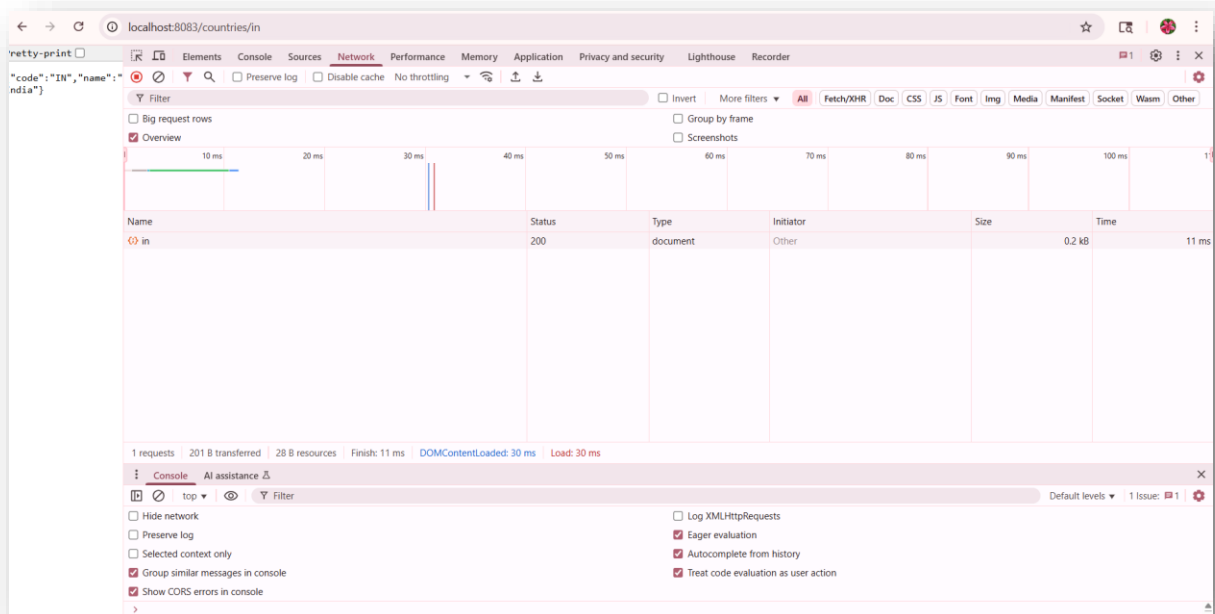 localhost:8083/countries/in
retty-print
"code":"IN","name":"
ndia"}
Elements Console Sources Network Performance Memory Application Privacy and security Lighthouse Recorder 1
Preserve log Disable cache No throttling
Filter Invert More filters All Fetch/XHR Doc CSS JS Font Img Media Manifest Socket Wasm Other
Big request rows Group by frame
Overview Screenshots
10 ms 20 ms 30 ms 40 ms 50 ms 60 ms 70 ms 80 ms 90 ms 100 ms
Name Status Type Initiator Size Time
in 200 document Other 0.2 kB 11 ms
1 requests 201 B transferred 28 B resources Finish: 11 ms DOMContentLoaded: 30 ms Load: 30 ms
Console AI assistance
top Filter Default levels 1 Issue: 1
Hide network Log XMLHttpRequests
Preserve log Eager evaluation
Selected context only Autocomplete from history
Group similar messages in console Treat code evaluation as user action
Show CORS errors in console